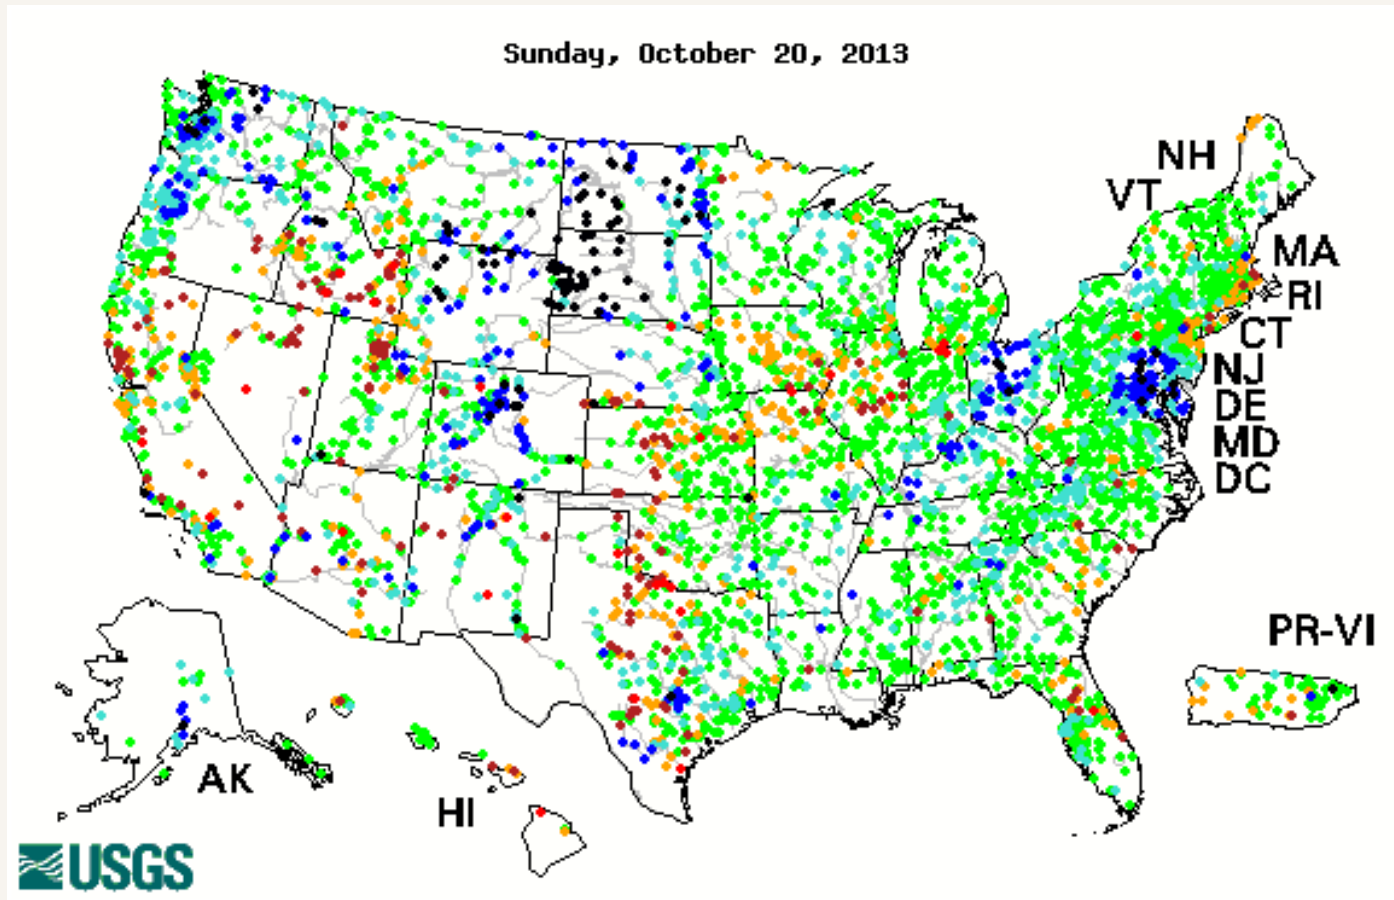 Sunday, October 20, 2013
NH
VT
MA
RI
CT
NJ
DE
MD
DC
PR-VI
AK
HI
USGS